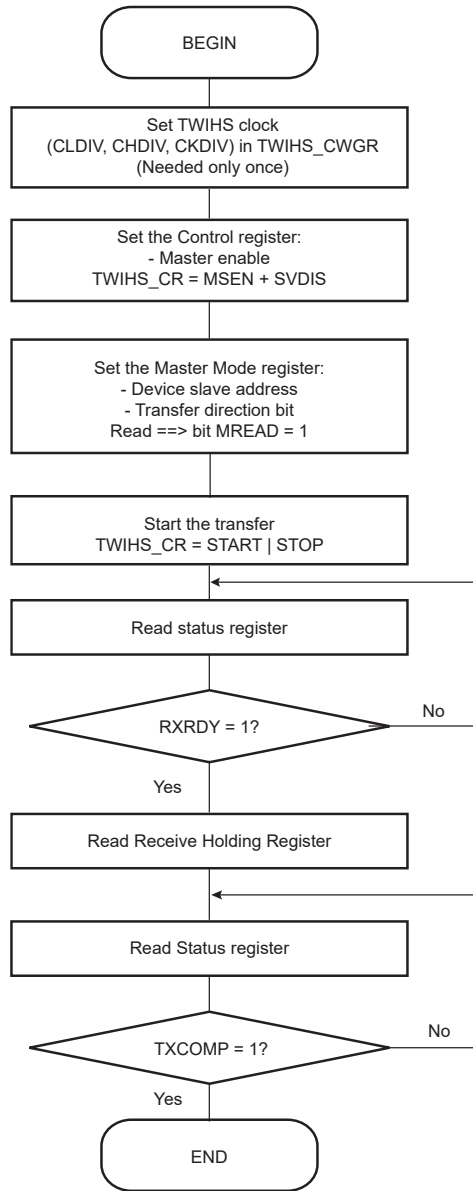 BEGIN
Set TWIHS clock
(CLDIV, CHDIV, CKDIV) in TWIHS_CWGR
(Needed only once)
Set the Control register:
- Master enable
TWIHS_CR = MSEN + SVDIS
Set the Master Mode register:
- Device slave address
- Transfer direction bit
Read ==> bit MREAD = 1
Start the transfer
TWIHS_CR = START | STOP
Read status register
RXRDY = 1?
No
Yes
Read Receive Holding Register
Read Status register
TXCOMP = 1?
No
Yes
END